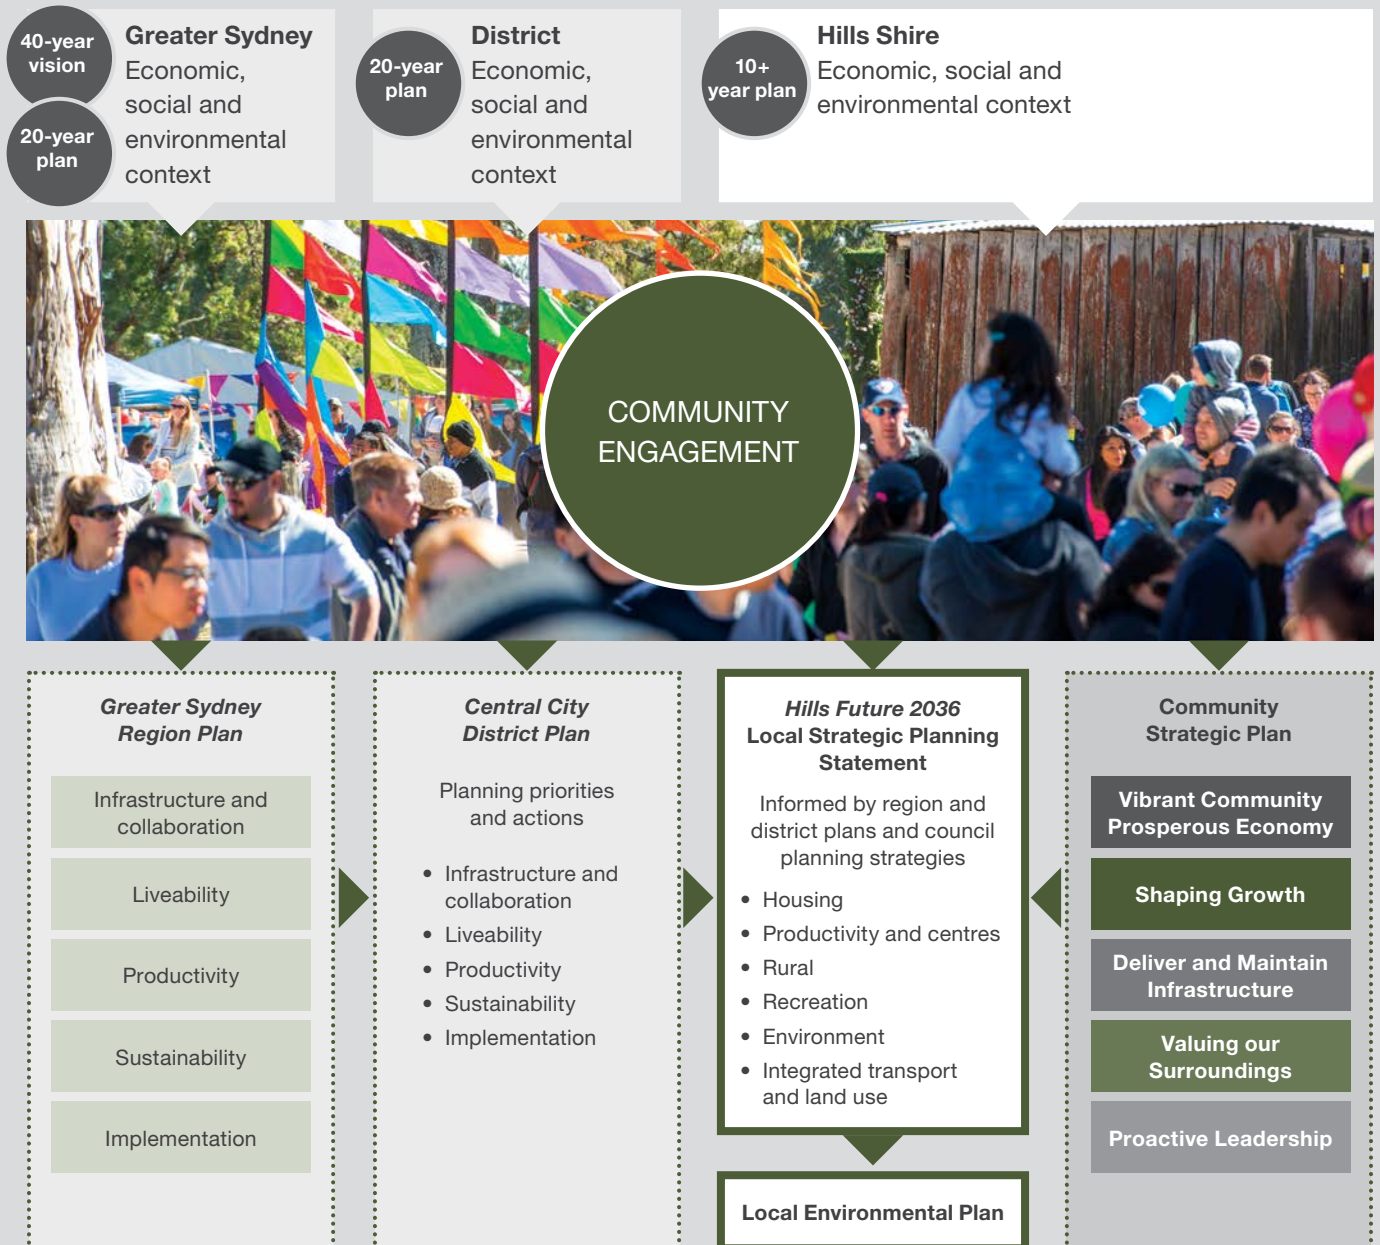 40-year
vision
20-year
plan
Greater Sydney
Economic,
social and
environmental
context
20-year
plan
District
Economic,
social and
environmental
context
10+
year plan
Hills Shire
Economic, social and
environmental context
COMMUNITY
ENGAGEMENT
Greater Sydney
Region Plan
Infrastructure and
collaboration
Liveability
Productivity
Sustainability
Implementation
Central City
District Plan
Planning priorities
and actions
• Infrastructure and
collaboration
• Liveability
• Productivity
• Sustainability
• Implementation
Hills Future 2036
Local Strategic Planning
Statement
Informed by region and
district plans and council
planning strategies
• Housing
• Productivity and centres
• Rural
• Recreation
• Environment
• Integrated transport
and land use
Local Environmental Plan
Community
Strategic Plan
Vibrant Community
Prosperous Economy
Shaping Growth
Deliver and Maintain
Infrastructure
Valuing our
Surroundings
Proactive Leadership